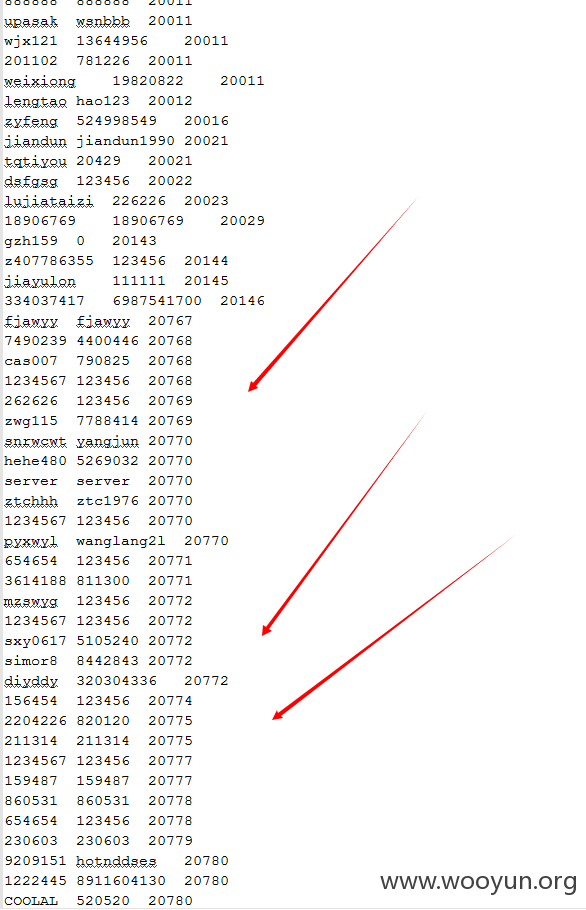 888888 888888 20011
upasak wsnbbb 20011
wjx121 13644956 20011
201102 781226 20011
weixiong 19820822 20011
lengtao hao123 20012
zyfeng 524998549 20016
jiandun jiandun1990 20021
tqtiyou 20429 20021
dsfgsg 123456 20022
lujiataizi 226226 20023
18906769 18906769 20029
gzh159 0 20143
z407786355 123456 20144
jiayulon 111111 20145
334037417 6987541700 20146
fjawyy fjawyy 20767
7490239 4400446 20768
cas007 790825 20768
1234567 123456 20768
262626 123456 20769
zwg115 7788414 20769
snrwcwt yangjun 20770
hehe480 5269032 20770
server server 20770
ztchhh ztc1976 20770
1234567 123456 20770
pyxwyl wanglang21 20770
654654 123456 20771
3614188 811300 20771
mzswyg 123456 20772
1234567 123456 20772
sxy0617 5105240 20772
simor8 8442843 20772
diyddy 320304336 20772
156454 123456 20774
2204226 820120 20775
211314 211314 20775
1234567 123456 20777
159487 159487 20777
860531 860531 20778
654654 123456 20778
230603 230603 20779
9209151 hotnddses 20780
1222445 8911604130 20780
COOLAL 520520 20780
www.wooyun.org